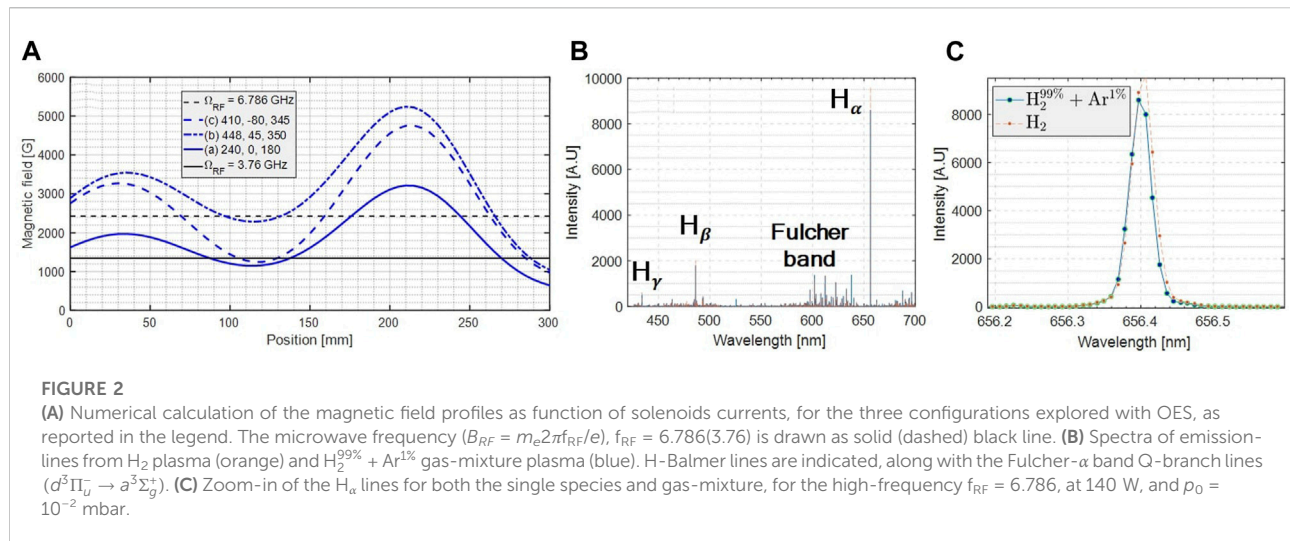 A
B
C
6000
5000
4000
3000
2000
1000
0
Magnetic field [G]
Ω_RF = 6.786 GHz
(c) 410, -80, 345
(b) 448, 45, 350
(a) 240, 0, 180
Ω_RF = 3.76 GHz
0 50 100 150 200 250 300
Position [mm]
10000
8000
6000
4000
2000
0
Intensity [A.U]
H_γ
H_β
Fulcher
band
H_α
450 500 550 600 650 700
Wavelength [nm]
8000
6000
4000
2000
0
Intensity [A.U]
H₂^99% + Ar^1%
H₂
656.2 656.3 656.4 656.5
Wavelength [nm]
FIGURE 2
(A) Numerical calculation of the magnetic field profiles as function of solenoids currents, for the three configurations explored with OES, as
reported in the legend. The microwave frequency (B_RF = m_e2πf_RF/e), f_RF = 6.786(3.76) is drawn as solid (dashed) black line. (B) Spectra of emission-
lines from H₂ plasma (orange) and H₂^99% + Ar^1% gas-mixture plasma (blue). H-Balmer lines are indicated, along with the Fulcher-α band Q-branch lines
(d³Π_u⁻ → a³Σ_g⁺). (C) Zoom-in of the H_α lines for both the single species and gas-mixture, for the high-frequency f_RF = 6.786, at 140 W, and p₀ =
10⁻² mbar.